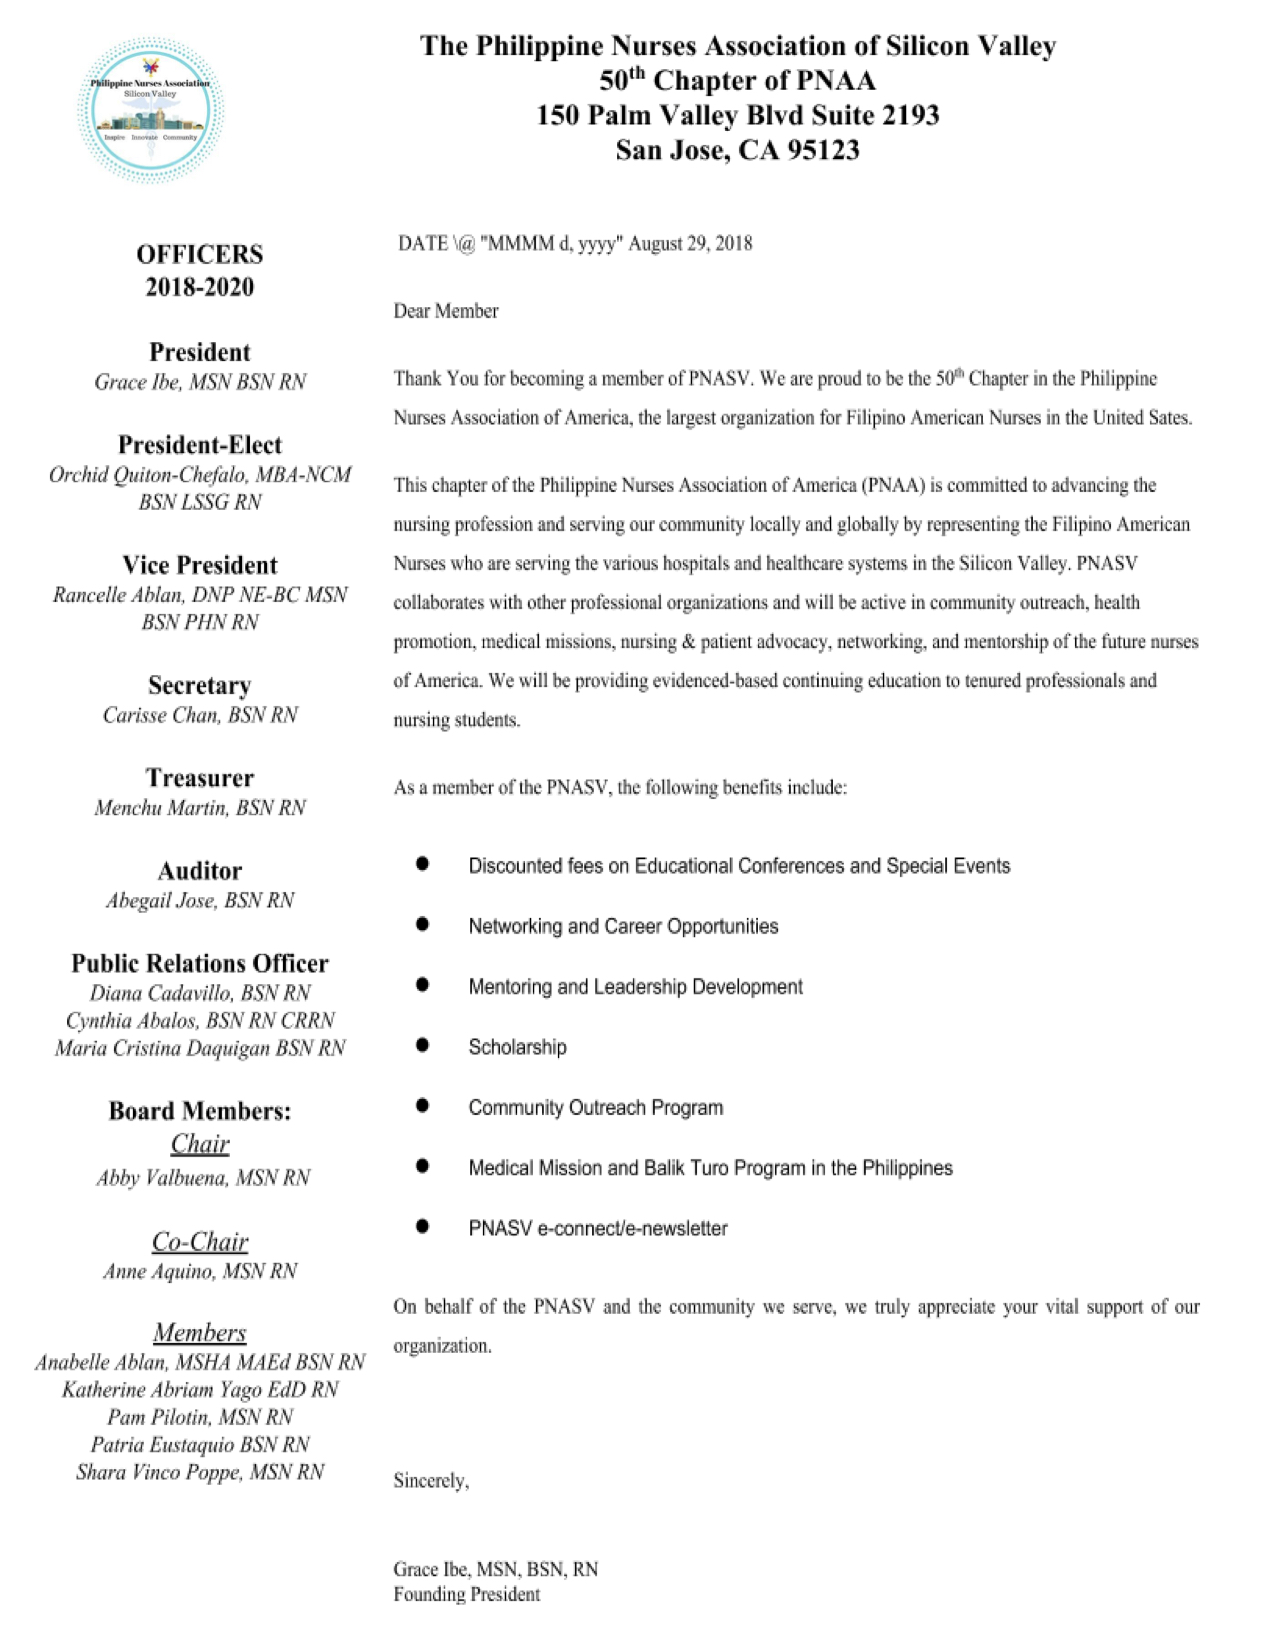 Philippine Nurses Association
Silicon Valley
Inspire Innovate Community
The Philippine Nurses Association of Silicon Valley
50th Chapter of PNAA
150 Palm Valley Blvd Suite 2193
San Jose, CA 95123
OFFICERS
2018-2020
President
Grace Ibe, MSN BSN RN
President-Elect
Orchid Quiton-Chefalo, MBA-NCM
BSN LSSG RN
Vice President
Rancelle Ablan, DNP NE-BC MSN
BSN PHN RN
Secretary
Carisse Chan, BSN RN
Treasurer
Menchu Martin, BSN RN
Auditor
Abegail Jose, BSN RN
Public Relations Officer
Diana Cadavillo, BSN RN
Cynthia Abalos, BSN RN CRRN
Maria Cristina Daquigan BSN RN
Board Members:
Chair
Abby Valbuena, MSN RN
Co-Chair
Anne Aquino, MSN RN
Members
Anabelle Ablan, MSHA MAEd BSN RN
Katherine Abriam Yago EdD RN
Pam Pilotin, MSN RN
Patria Eustaquio BSN RN
Shara Vinco Poppe, MSN RN
DATE \@ "MMMM d, yyyy" August 29, 2018
Dear Member
Thank You for becoming a member of PNASV. We are proud to be the 50th Chapter in the Philippine
Nurses Association of America, the largest organization for Filipino American Nurses in the United Sates.
This chapter of the Philippine Nurses Association of America (PNAA) is committed to advancing the
nursing profession and serving our community locally and globally by representing the Filipino American
Nurses who are serving the various hospitals and healthcare systems in the Silicon Valley. PNASV
collaborates with other professional organizations and will be active in community outreach, health
promotion, medical missions, nursing & patient advocacy, networking, and mentorship of the future nurses
of America. We will be providing evidenced-based continuing education to tenured professionals and
nursing students.
As a member of the PNASV, the following benefits include:
● Discounted fees on Educational Conferences and Special Events
● Networking and Career Opportunities
● Mentoring and Leadership Development
● Scholarship
● Community Outreach Program
● Medical Mission and Balik Turo Program in the Philippines
● PNASV e-connect/e-newsletter
On behalf of the PNASV and the community we serve, we truly appreciate your vital support of our
organization.
Sincerely,
Grace Ibe, MSN, BSN, RN
Founding President